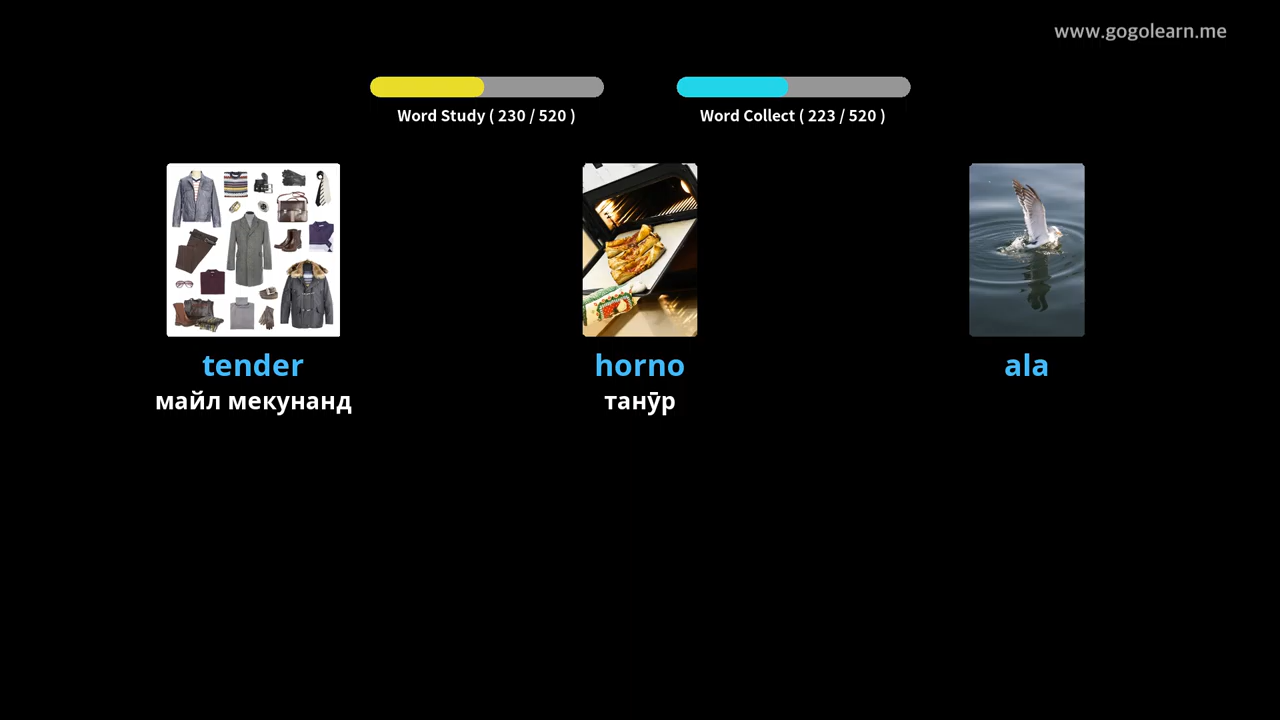 www.gogolearn.me
Word Study ( 230 / 520 )
Word Collect ( 223 / 520 )
tender
horno
ala
майл мекунанд
танӯр